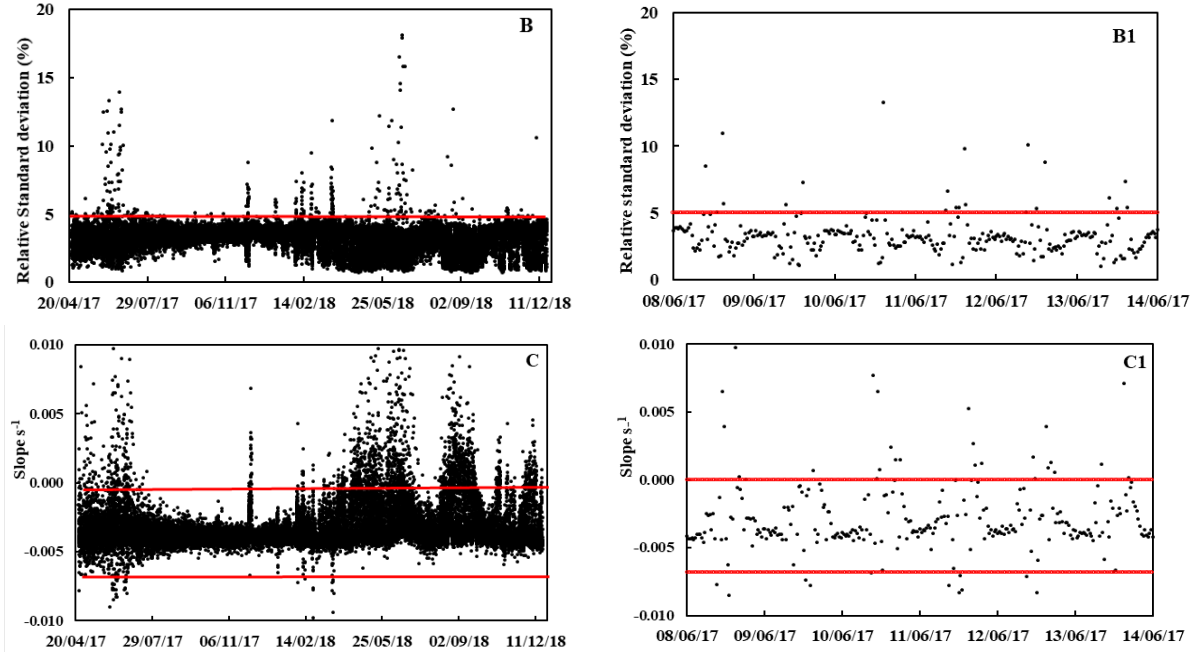 Relative Standard deviation (%)
20
15
10
5
0
B
20/04/17 29/07/17 06/11/17 14/02/18 25/05/18 02/09/18 11/12/18
Relative standard deviation (%)
20
15
10
5
0
B1
08/06/17 09/06/17 10/06/17 11/06/17 12/06/17 13/06/17 14/06/17
Slope s⁻¹
0.010
0.005
0.000
-0.005
-0.010
C
20/04/17 29/07/17 06/11/17 14/02/18 25/05/18 02/09/18 11/12/18
Slope s⁻¹
0.010
0.005
0.000
-0.005
-0.010
C1
08/06/17 09/06/17 10/06/17 11/06/17 12/06/17 13/06/17 14/06/17